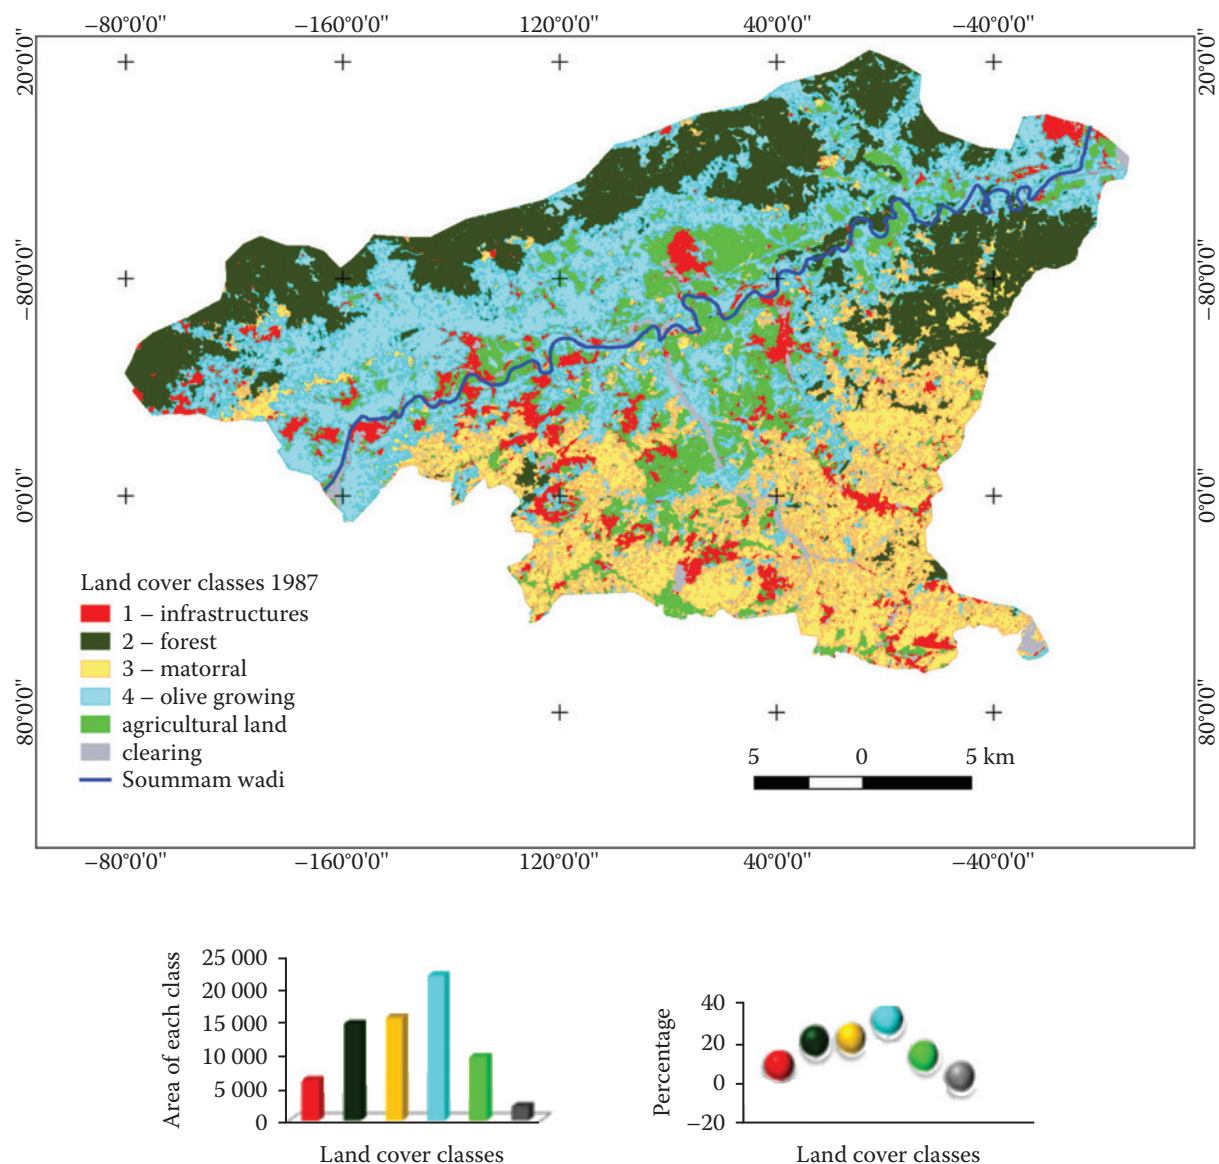 −80°0'0" −160°0'0" 120°0'0" 40°0'0" −40°0'0"
20°0'0" 20°0'0"
−80°0'0" −80°0'0"
0°0'0" 0°0'0"
80°0'0" 80°0'0"
Land cover classes 1987
1 – infrastructures
2 – forest
3 – matorral
4 – olive growing
agricultural land
clearing
Soummam wadi
5 0 5 km
−80°0'0" −160°0'0" 120°0'0" 40°0'0" −40°0'0"
Area of each class
25 000
20 000
15 000
10 000
5 000
0
Land cover classes
Percentage
40
20
0
−20
Land cover classes